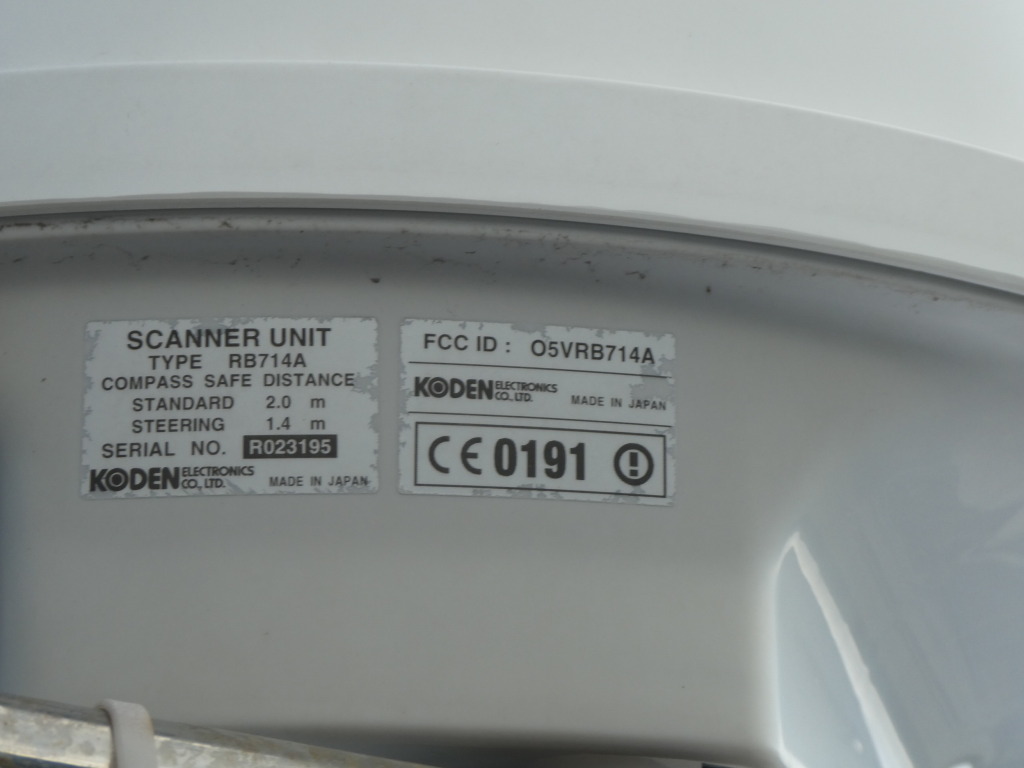 SCANNER UNIT
TYPE RB714A
COMPASS SAFE DISTANCE
STANDARD 2.0 m
STEERING 1.4 m
SERIAL NO. R023195
KODEN ELECTRONICS CO., LTD. MADE IN JAPAN
FCC ID : O5VRB714A
KODEN ELECTRONICS CO., LTD. MADE IN JAPAN
CE 0191 !